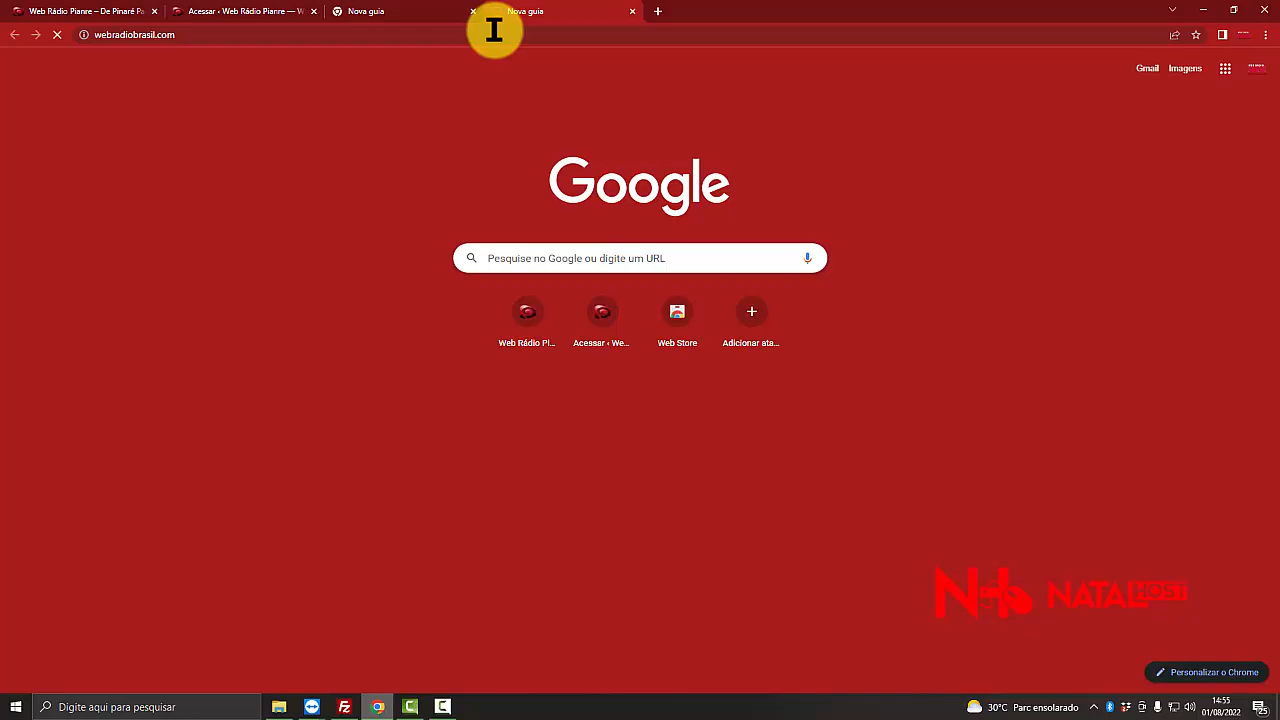 Web Rádio Pianre – De Pinaré Pa
Acessar ‹ Web Rádio Pianre — W
Nova guia
Nova guia
webradiobrasil.com
Gmail
Imagens
Google
Pesquise no Google ou digite um URL
Web Rádio Pi...
Acessar ‹ We...
Web Store
Adicionar ata...
NH NATALHOST
Personalizar o Chrome
Digite aqui para pesquisar
30°C Parc ensolarado
14:55
01/08/2022